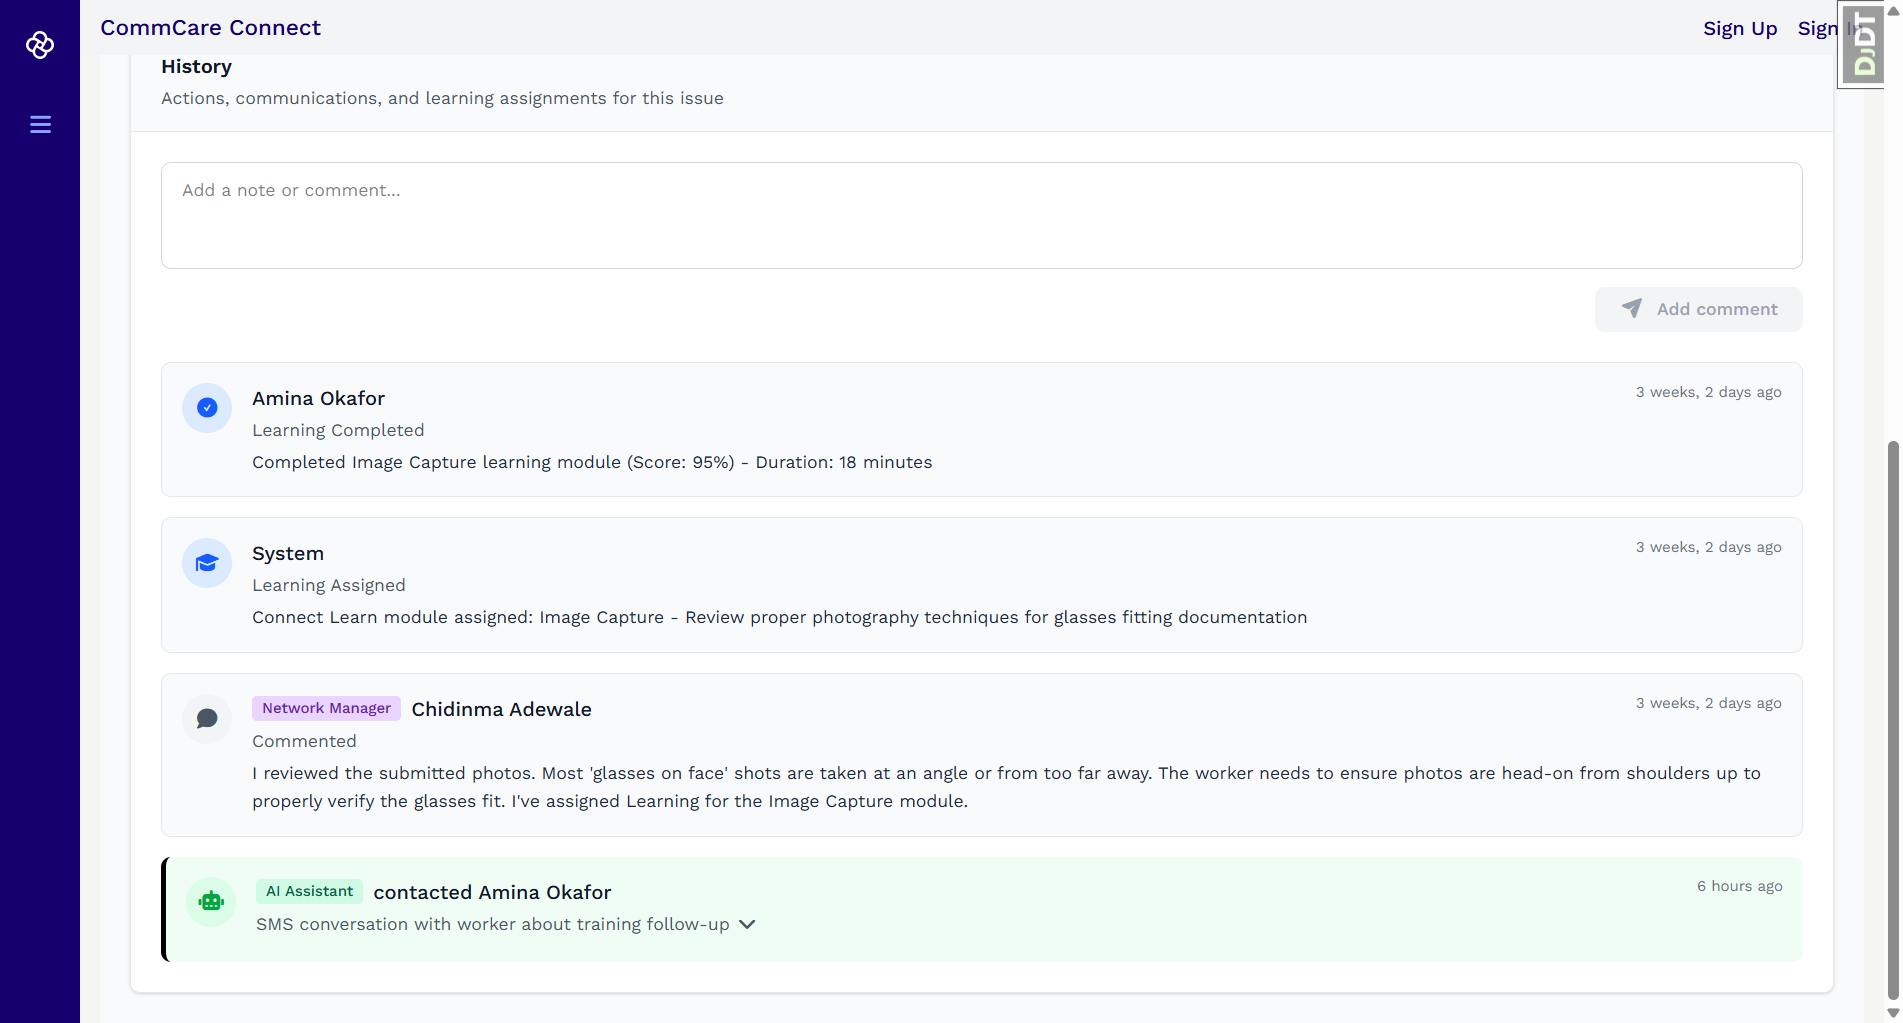 CommCare Connect
Sign Up
Sign In
DjDT
History
Actions, communications, and learning assignments for this issue
Add a note or comment...
Add comment
Amina Okafor
3 weeks, 2 days ago
Learning Completed
Completed Image Capture learning module (Score: 95%) - Duration: 18 minutes
System
3 weeks, 2 days ago
Learning Assigned
Connect Learn module assigned: Image Capture - Review proper photography techniques for glasses fitting documentation
Network Manager Chidinma Adewale
3 weeks, 2 days ago
Commented
I reviewed the submitted photos. Most 'glasses on face' shots are taken at an angle or from too far away. The worker needs to ensure photos are head-on from shoulders up to
properly verify the glasses fit. I've assigned Learning for the Image Capture module.
AI Assistant contacted Amina Okafor
6 hours ago
SMS conversation with worker about training follow-up